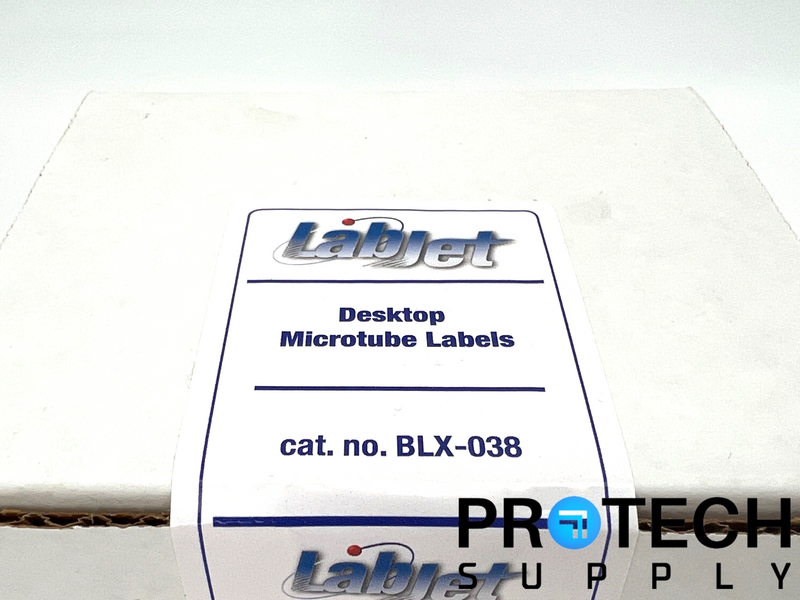 LabJet
Desktop
Microtube Labels
cat. no. BLX-038
LabJet
PROTECH
SUPPLY